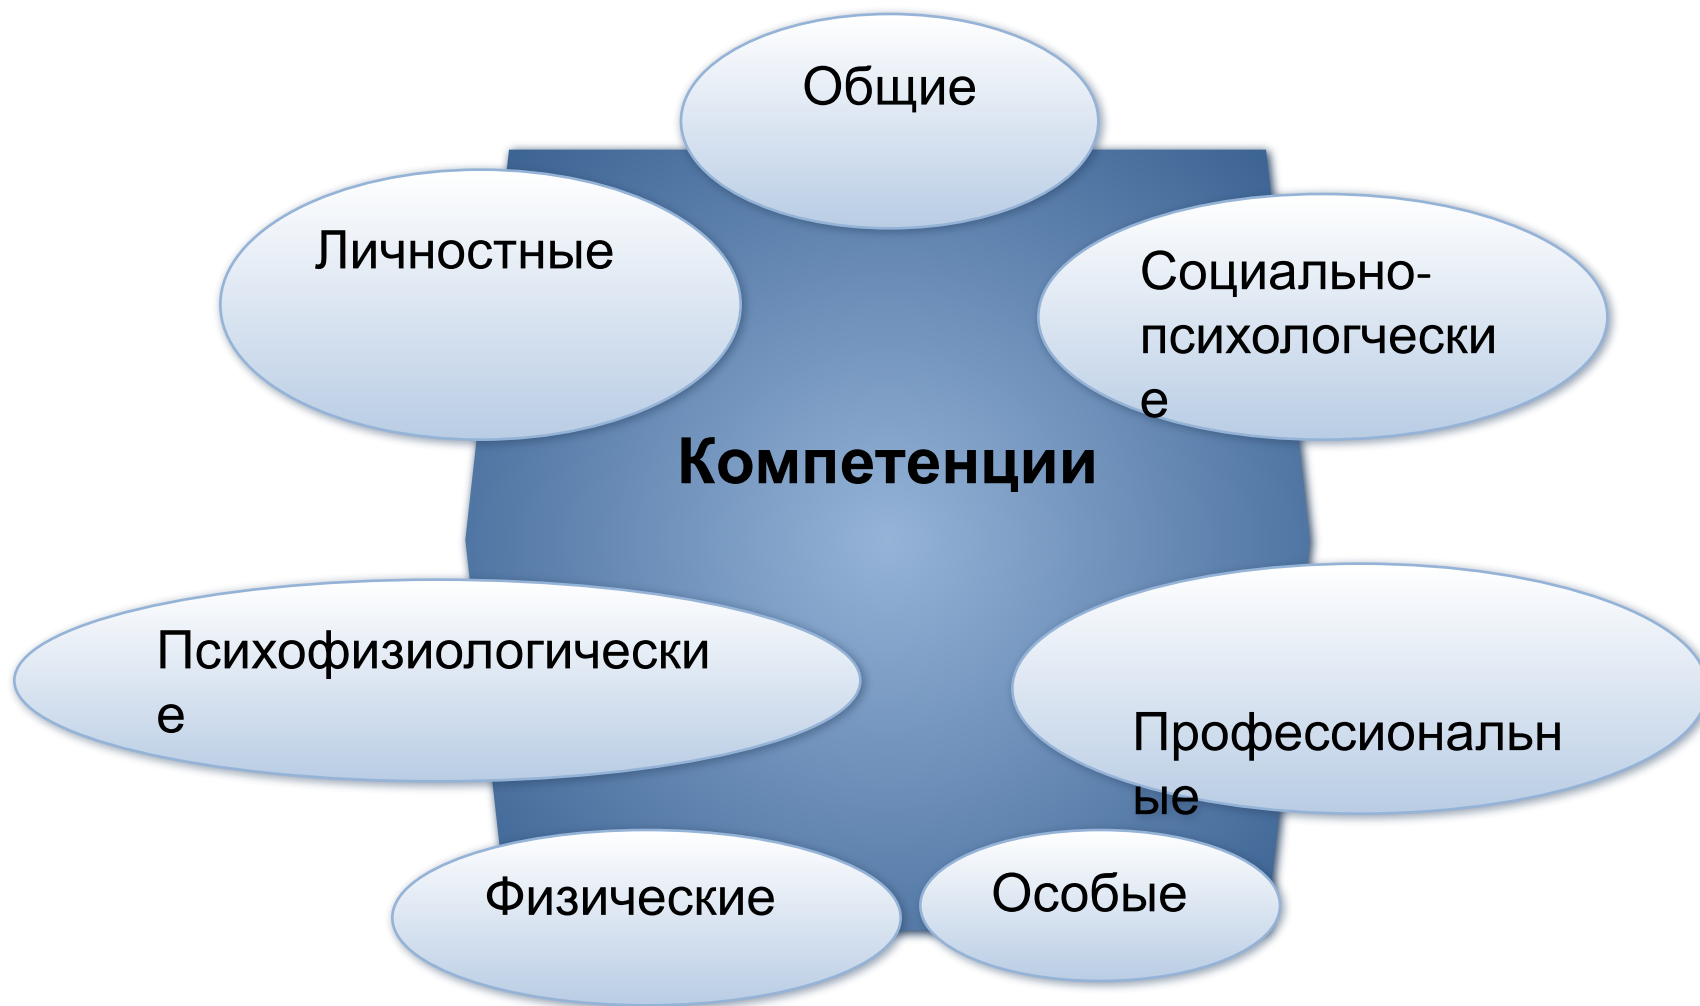 Общие
Личностные
Социально-
психологчески
е
Компетенции
Психофизиологически
е
Профессиональн
ые
Физические
Особые